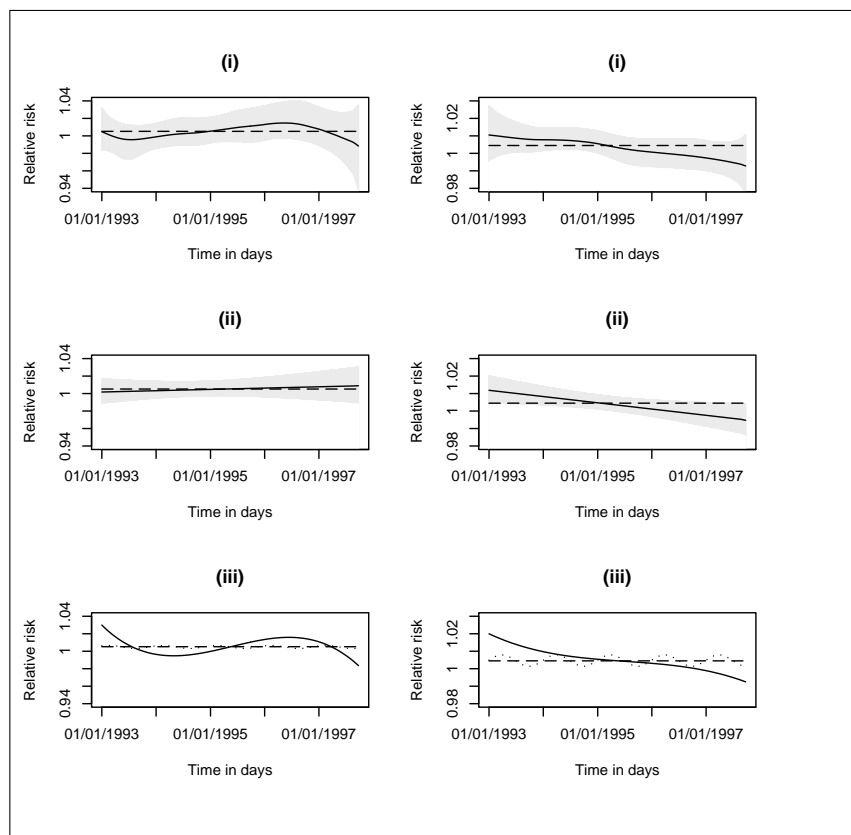 (i)
Relative risk
0.94 1 1.04
01/01/1993 01/01/1995 01/01/1997
Time in days
(i)
Relative risk
0.98 1 1.02
01/01/1993 01/01/1995 01/01/1997
Time in days
(ii)
Relative risk
0.94 1 1.04
01/01/1993 01/01/1995 01/01/1997
Time in days
(ii)
Relative risk
0.98 1 1.02
01/01/1993 01/01/1995 01/01/1997
Time in days
(iii)
Relative risk
0.94 1 1.04
01/01/1993 01/01/1995 01/01/1997
Time in days
(iii)
Relative risk
0.98 1 1.02
01/01/1993 01/01/1995 01/01/1997
Time in days